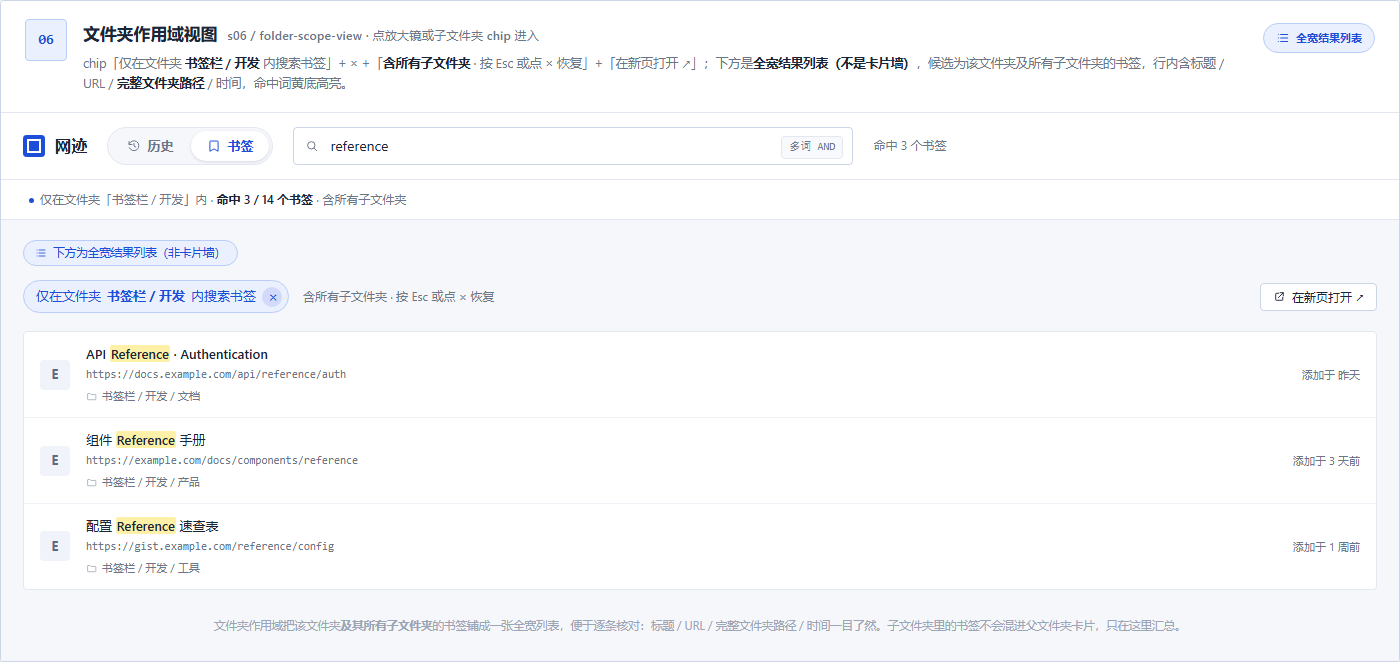 06
文件夹作用域视图 s06 / folder-scope-view · 点放大镜或子文件夹 chip 进入
全宽结果列表
chip「仅在文件夹 书签栏 / 开发 内搜索书签」+ × +「含所有子文件夹 · 按 Esc 或点 × 恢复」+「在新页打开 ↗」；下方是全宽结果列表（不是卡片墙），候选为该文件夹及所有子文件夹的书签，行内含标题 /
URL / 完整文件夹路径 / 时间，命中词黄底高亮。
网迹 历史 书签 reference 多词 AND 命中 3 个书签
仅在文件夹「书签栏 / 开发」内 · 命中 3 / 14 个书签 · 含所有子文件夹
下方为全宽结果列表（非卡片墙）
仅在文件夹 书签栏 / 开发 内搜索书签 × 含所有子文件夹 · 按 Esc 或点 × 恢复 在新页打开 ↗
E
API Reference · Authentication
https://docs.example.com/api/reference/auth
书签栏 / 开发 / 文档
添加于 昨天
E
组件 Reference 手册
https://example.com/docs/components/reference
书签栏 / 开发 / 产品
添加于 3 天前
E
配置 Reference 速查表
https://gist.example.com/reference/config
书签栏 / 开发 / 工具
添加于 1 周前
文件夹作用域把该文件夹及其所有子文件夹的书签铺成一张全宽列表，便于逐条核对：标题 / URL / 完整文件夹路径 / 时间一目了然。子文件夹里的书签不会混进父文件夹卡片，只在这里汇总。